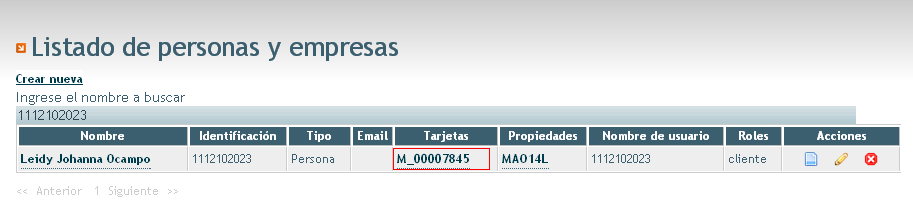 Listado de personas y empresas
Crear nueva
Ingrese el nombre a buscar
1112102023
Nombre Identificación Tipo Email Tarjetas Propiedades Nombre de usuario Roles Acciones
Leidy Johanna Ocampo 1112102023 Persona M_00007845 MAO14L 1112102023 cliente
<< Anterior 1 Siguiente >>